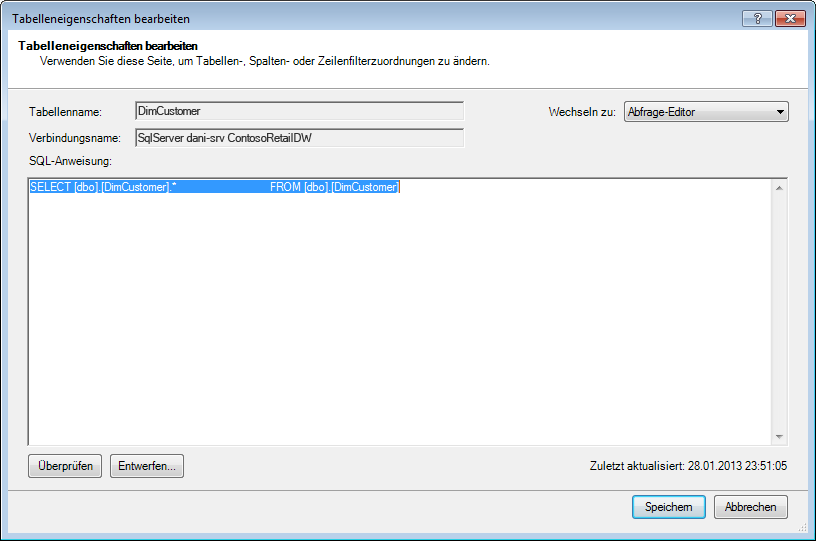 Tabelleneigenschaften bearbeiten
Tabelleneigenschaften bearbeiten
Verwenden Sie diese Seite, um Tabellen-, Spalten- oder Zeilenfilterzuordnungen zu ändern.
Tabellenname: DimCustomer Wechseln zu: Abfrage-Editor
Verbindungsname: SqlServer dani-srv ContosoRetailDW
SQL-Anweisung:
SELECT [dbo].[DimCustomer].* FROM [dbo].[DimCustomer]
Überprüfen Entwerfen... Zuletzt aktualisiert: 28.01.2013 23:51:05
Speichern Abbrechen